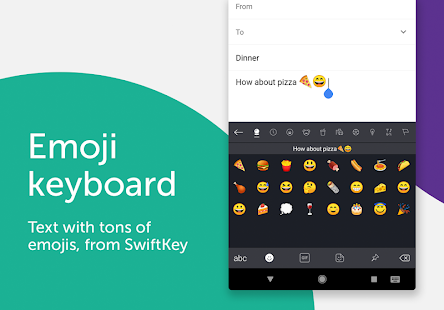 From
To
Dinner
How about pizza 🍕😄
How about pizza🍕😄
Emoji
keyboard
Text with tons of
emojis, from SwiftKey
abc
GIF